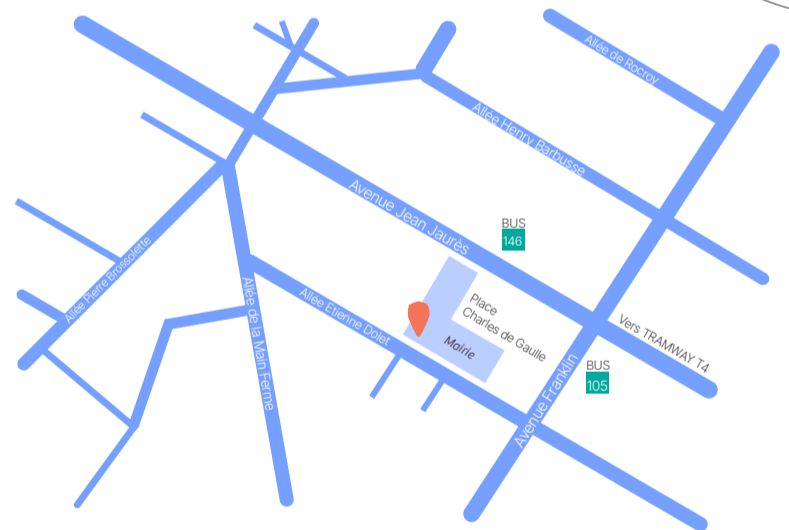 Allée de Rocroy
Allée Henry Barbusse
Avenue Jean Jaurès
BUS
146
Allée Pierre Brossolette
Allée de la Main Ferme
Allée Etienne Dolet
Place
Charles de Gaulle
Mairie
Vers TRAMWAY T4
BUS
105
Avenue Franklin